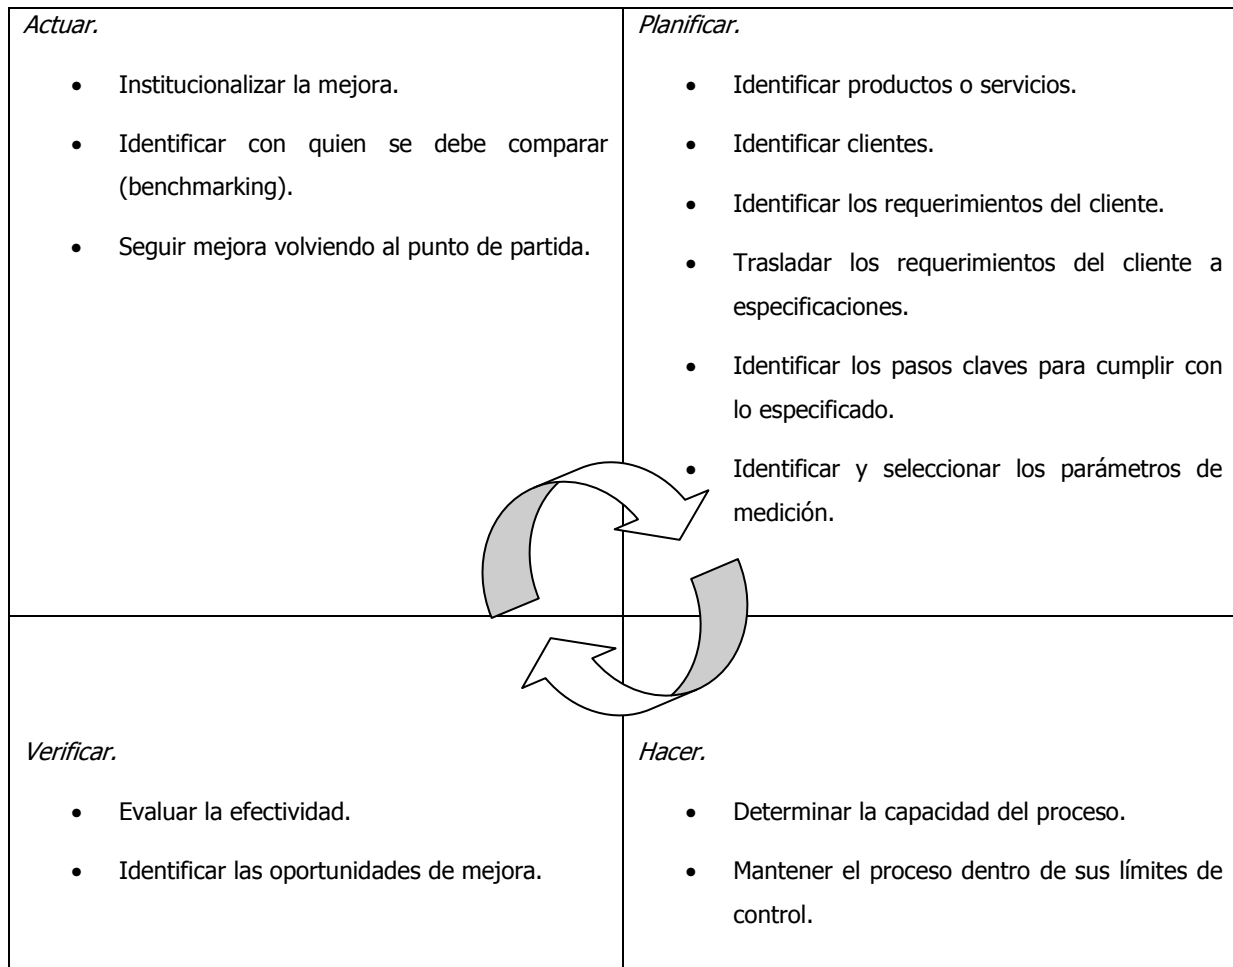 Actuar.
• Institucionalizar la mejora.
• Identificar con quien se debe comparar
(benchmarking).
• Seguir mejora volviendo al punto de partida.
Planificar.
• Identificar productos o servicios.
• Identificar clientes.
• Identificar los requerimientos del cliente.
• Trasladar los requerimientos del cliente a
especificaciones.
• Identificar los pasos claves para cumplir con
lo especificado.
• Identificar y seleccionar los parámetros de
medición.
Verificar.
• Evaluar la efectividad.
• Identificar las oportunidades de mejora.
Hacer.
• Determinar la capacidad del proceso.
• Mantener el proceso dentro de sus límites de
control.